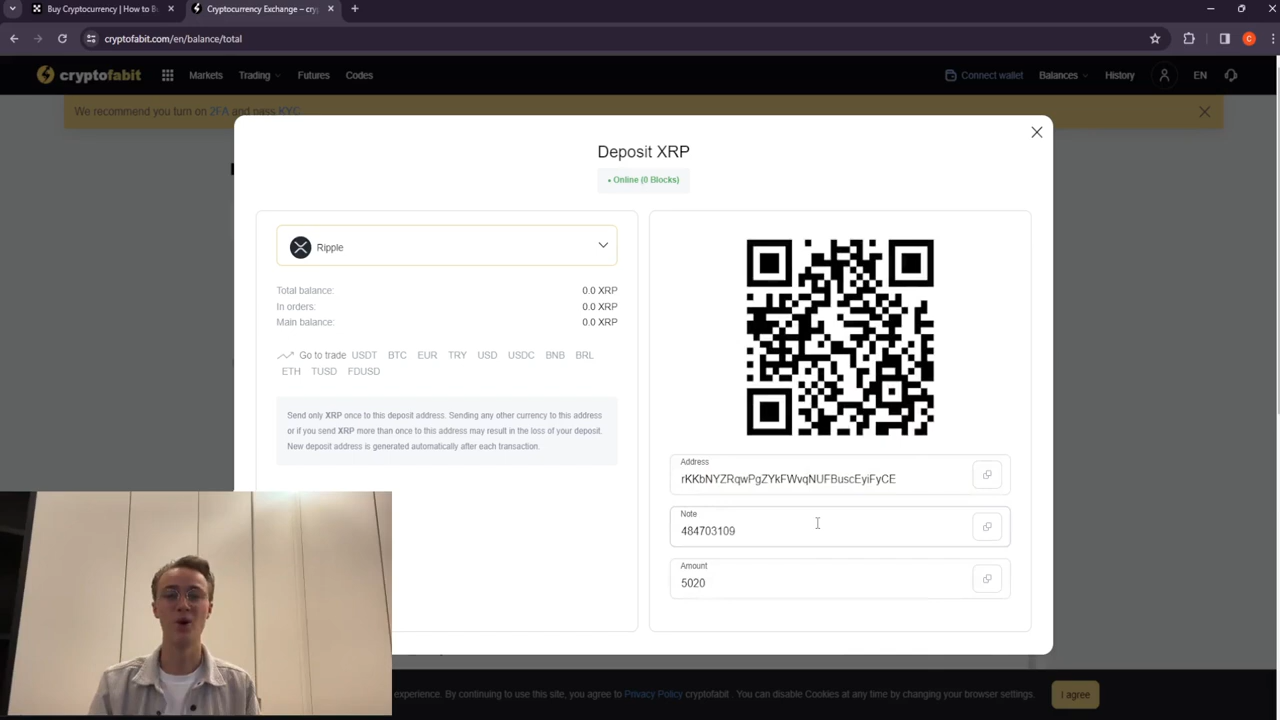 Buy Cryptocurrency | How to B
Cryptocurrency Exchange – cry
cryptofabit.com/en/balance/total
C
cryptofabit
Markets
Trading
Futures
Codes
Connect wallet
Balances
History
EN
We recommend you turn on 2FA and pass KYC
Deposit XRP
• Online (0 Blocks)
Ripple
Total balance: 0.0 XRP
In orders: 0.0 XRP
Main balance: 0.0 XRP
Go to trade USDT BTC EUR TRY USD USDC BNB BRL
ETH TUSD FDUSD
Send only XRP once to this deposit address. Sending any other currency to this address
or if you send XRP more than once to this address may result in the loss of your deposit.
New deposit address is generated automatically after each transaction.
Address
rKKbNYZRqwPgZYkFWvqNUFBuscEyiFyCE
Note
484703109
Amount
5020
experience. By continuing to use this site, you agree to Privacy Policy cryptofabit . You can disable Cookies at any time by changing your browser settings.
I agree